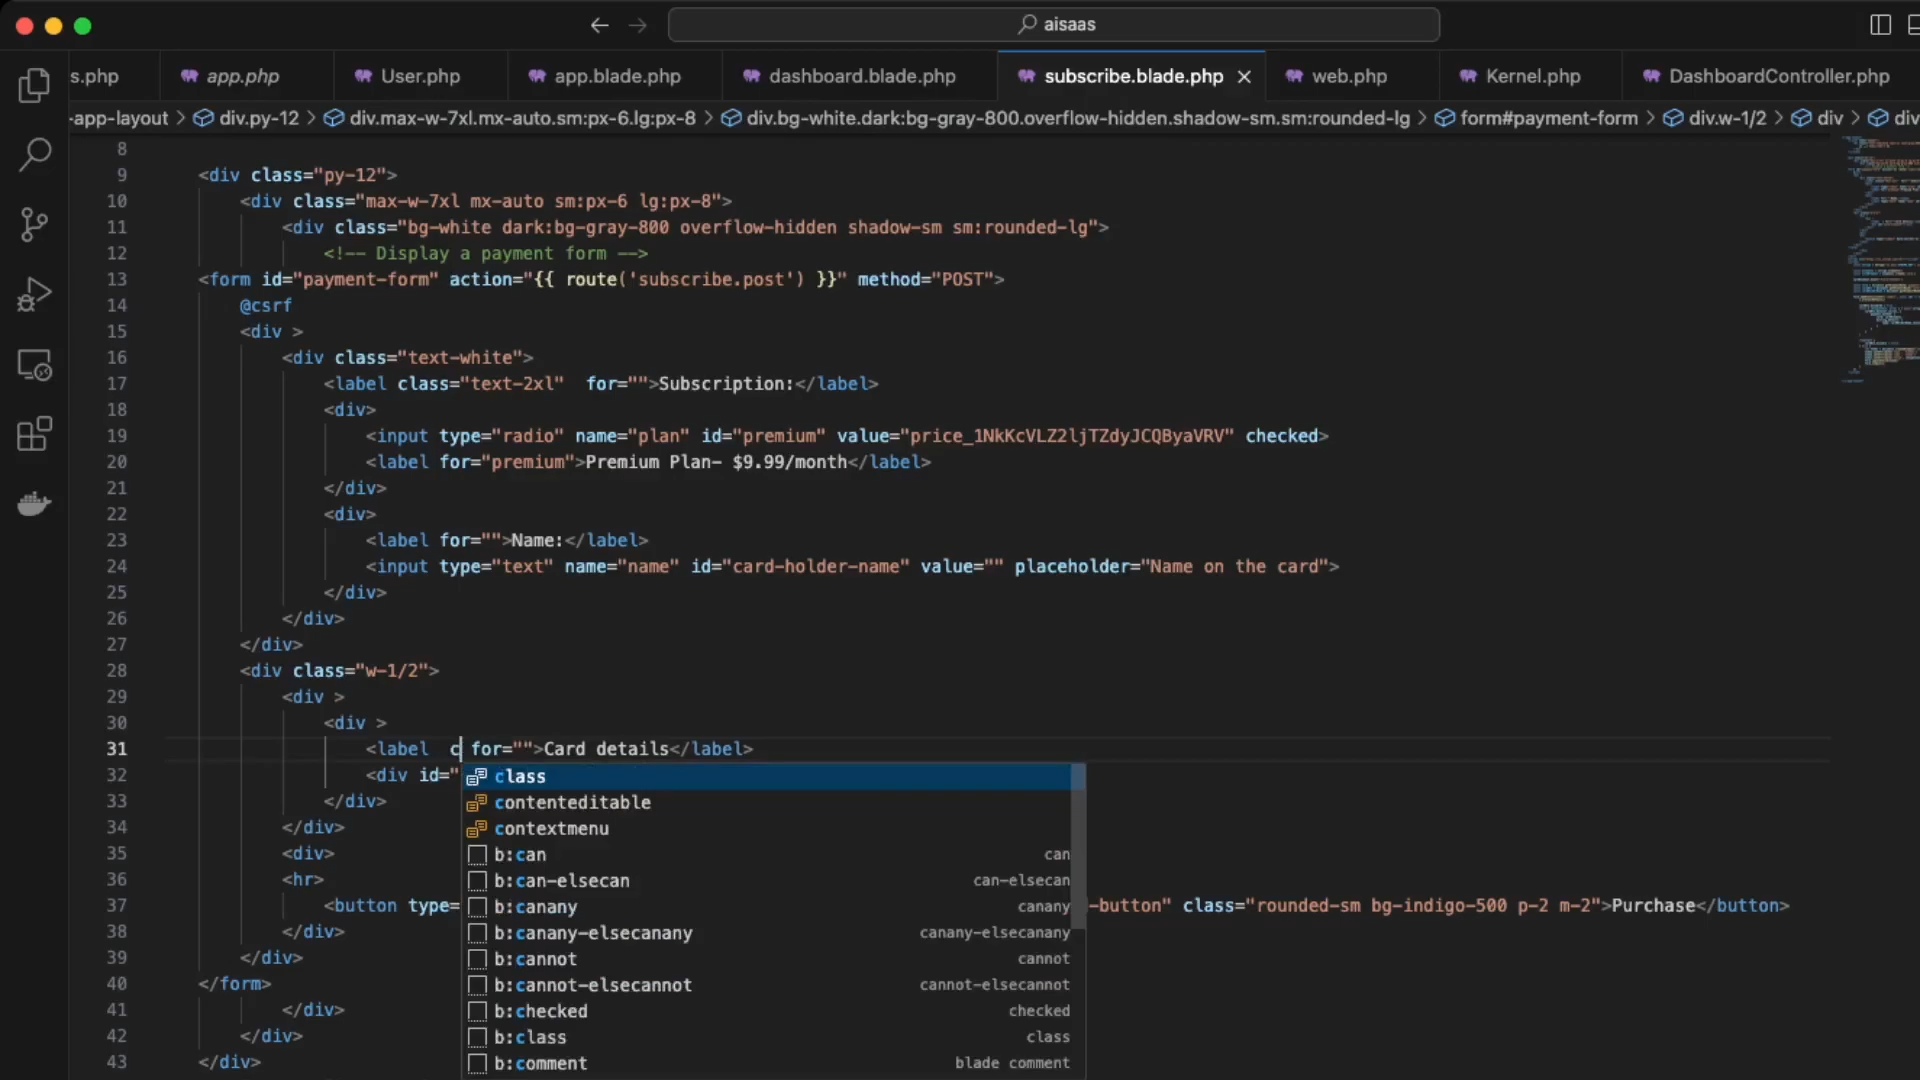 aisaas
s.php app.php User.php app.blade.php dashboard.blade.php subscribe.blade.php web.php Kernel.php DashboardController.php
-app-layout > div.py-12 > div.max-w-7xl.mx-auto.sm:px-6.lg:px-8 > div.bg-white.dark:bg-gray-800.overflow-hidden.shadow-sm.sm:rounded-lg > form#payment-form > div.w-1/2 > div > div
8
9 <div class="py-12">
10 <div class="max-w-7xl mx-auto sm:px-6 lg:px-8">
11 <div class="bg-white dark:bg-gray-800 overflow-hidden shadow-sm sm:rounded-lg">
12 <!-- Display a payment form -->
13 <form id="payment-form" action="{{ route('subscribe.post') }}" method="POST">
14 @csrf
15 <div >
16 <div class="text-white">
17 <label class="text-2xl"  for="">Subscription:</label>
18 <div>
19 <input type="radio" name="plan" id="premium" value="price_1NkKcVLZ2ljTZdyJCQByaVRV" checked>
20 <label for="premium">Premium Plan- $9.99/month</label>
21 </div>
22 <div>
23 <label for="">Name:</label>
24 <input type="text" name="name" id="card-holder-name" value="" placeholder="Name on the card">
25 </div>
26 </div>
27 </div>
28 <div class="w-1/2">
29 <div >
30 <div >
31 <label  c for="">Card details</label>
32 <div id="
class
33 </div>
contenteditable
34 </div>
contextmenu
35 <div>
b:can can
36 <hr>
b:can-elsecan can-elsecan
37 <button type= -button" class="rounded-sm bg-indigo-500 p-2 m-2">Purchase</button>
b:canany canany
38 </div>
b:canany-elsecanany canany-elsecanany
39 </div>
b:cannot cannot
40 </form>
b:cannot-elsecannot cannot-elsecannot
41 </div>
b:checked checked
42 </div>
b:class class
43 </div>
b:comment blade comment